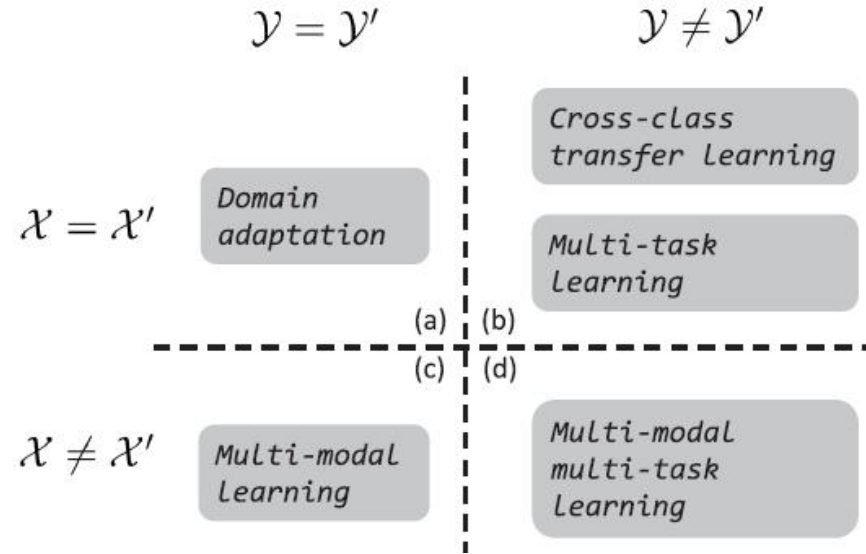 𝒴 = 𝒴′
𝒴 ≠ 𝒴′
Cross-class
transfer learning
𝒳 = 𝒳′
Domain
adaptation
Multi-task
learning
(a)
(b)
(c)
(d)
𝒳 ≠ 𝒳′
Multi-modal
learning
Multi-modal
multi-task
learning